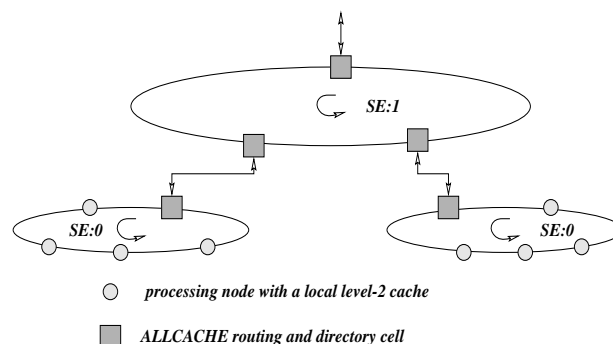 SE:1
SE:0
SE:0
processing node with a local level-2 cache
ALLCACHE routing and directory cell